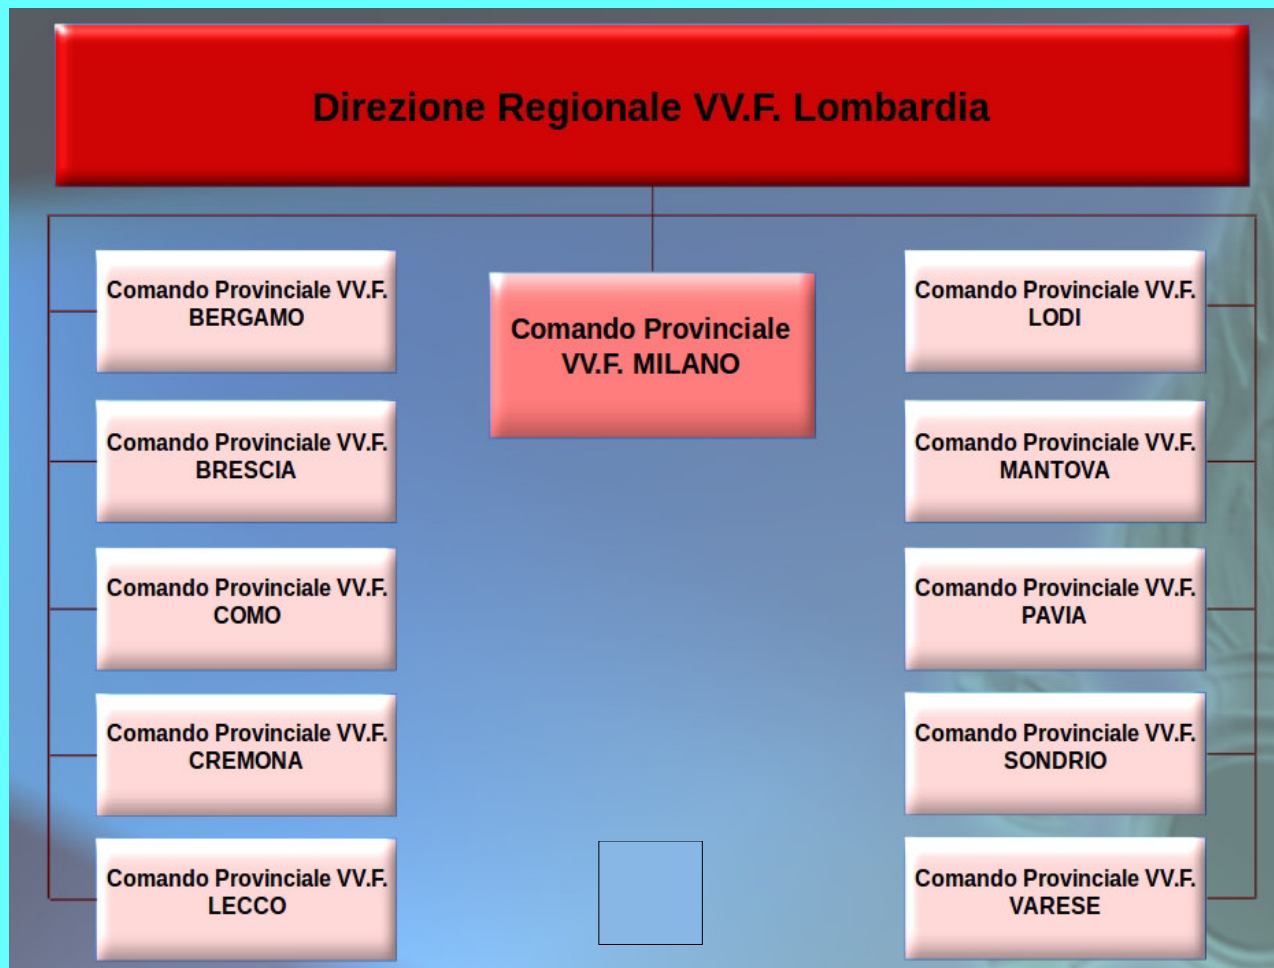 Direzione Regionale VV.F. Lombardia
Comando Provinciale VV.F.
BERGAMO
Comando Provinciale VV.F.
BRESCIA
Comando Provinciale VV.F.
COMO
Comando Provinciale VV.F.
CREMONA
Comando Provinciale VV.F.
LECCO
Comando Provinciale
VV.F. MILANO
Comando Provinciale VV.F.
LODI
Comando Provinciale VV.F.
MANTOVA
Comando Provinciale VV.F.
PAVIA
Comando Provinciale VV.F.
SONDRIO
Comando Provinciale VV.F.
VARESE